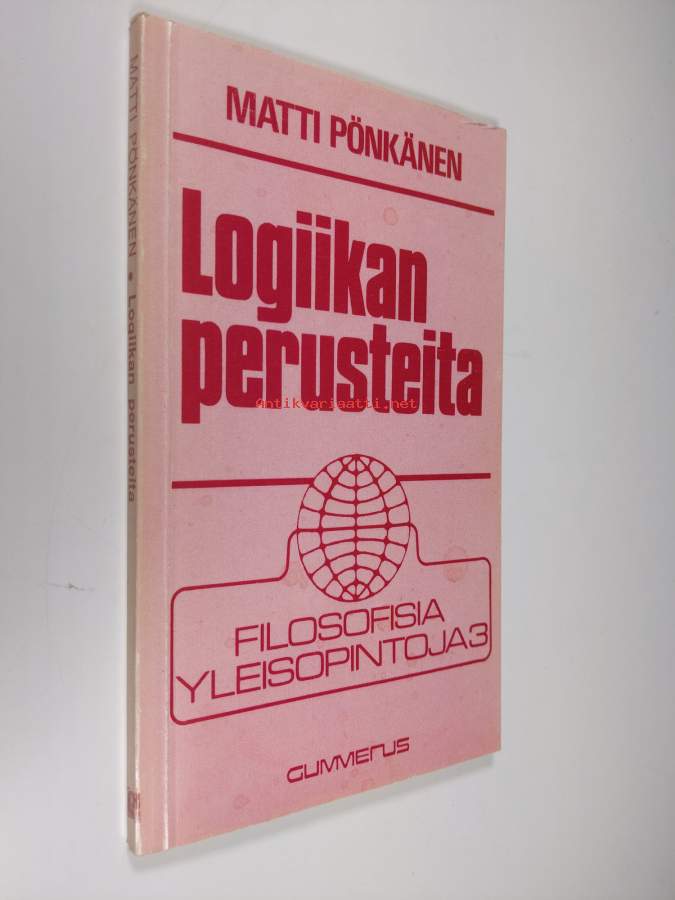 MATTI PÖNKÄNEN
Logiikan
perusteita
Antikvariaatti.net
FILOSOFISIA
YLEISOPINTOJA3
GUMMERUS
MATTI PÖNKÄNEN • Logiikan perusteita